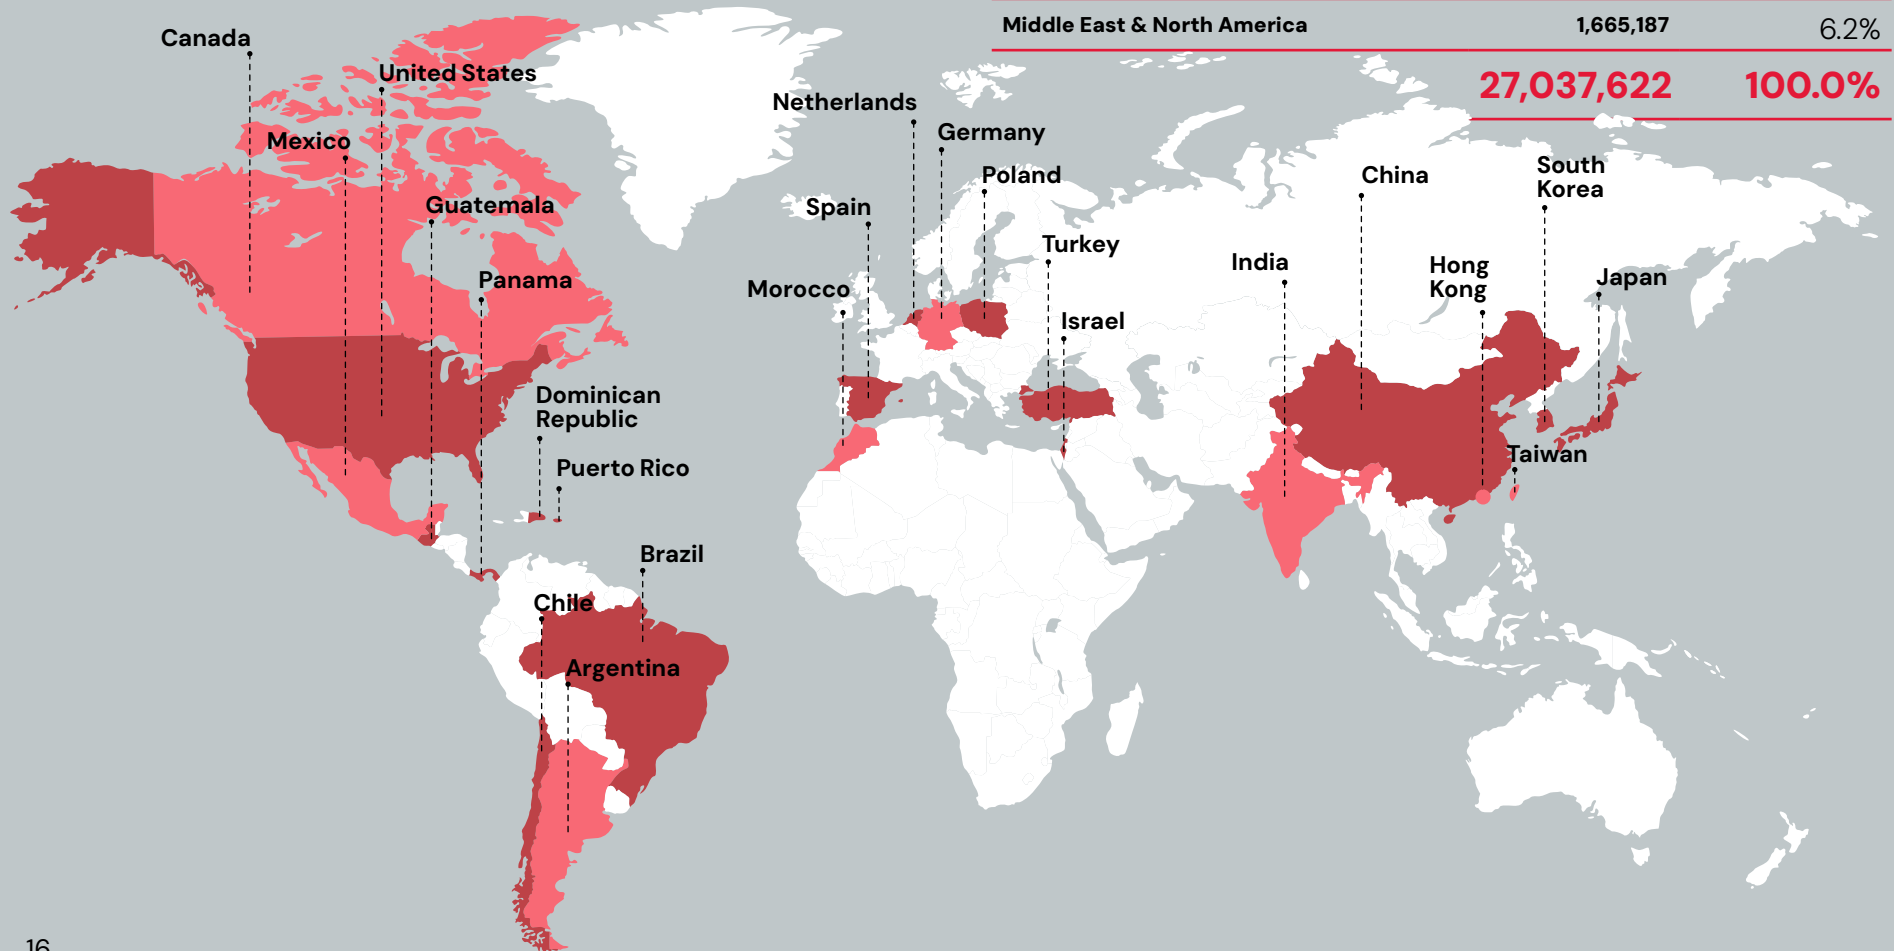 Middle East & North America 1,665,187 6.2%
27,037,622 100.0%
Canada
United States
Mexico
Guatemala
Panama
Dominican
Republic
Puerto Rico
Brazil
Chile
Argentina
Netherlands
Germany
Poland
Spain
Turkey
Morocco
Israel
India
China
South
Korea
Hong
Kong
Japan
Taiwan
16